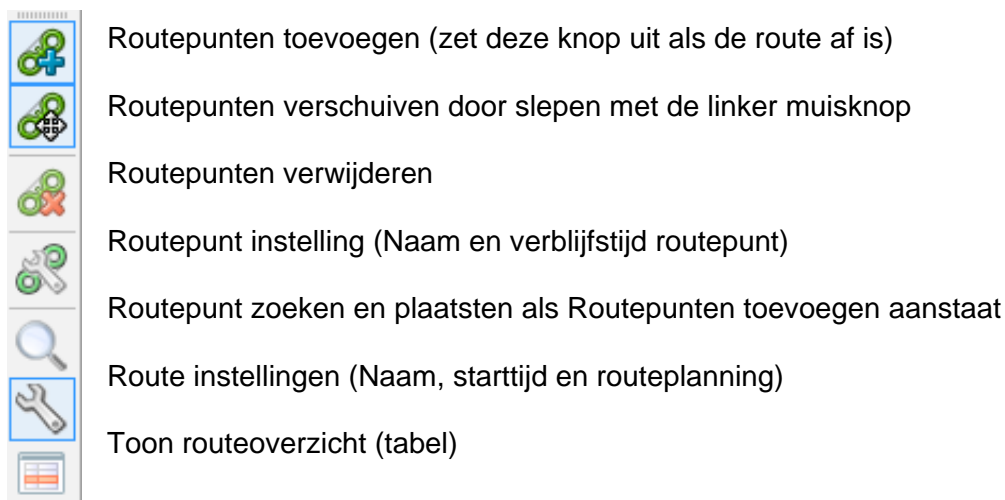 Routepunten toevoegen (zet deze knop uit als de route af is)
Routepunten verschuiven door slepen met de linker muisknop
Routepunten verwijderen
Routepunt instelling (Naam en verblijfstijd routepunt)
Routepunt zoeken en plaatsten als Routepunten toevoegen aanstaat
Route instellingen (Naam, starttijd en routeplanning)
Toon routeoverzicht (tabel)